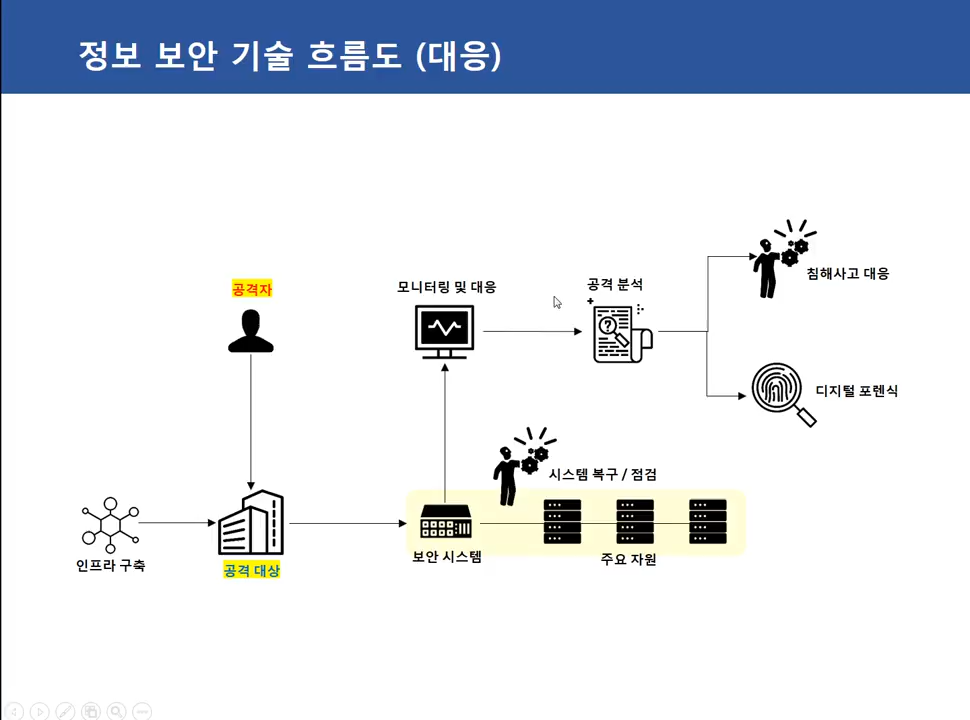 정보 보안 기술 흐름도 (대응)
침해사고 대응
공격자
모니터링 및 대응
공격 분석
디지털 포렌식
시스템 복구 / 점검
인프라 구축
공격 대상
보안 시스템
주요 자원